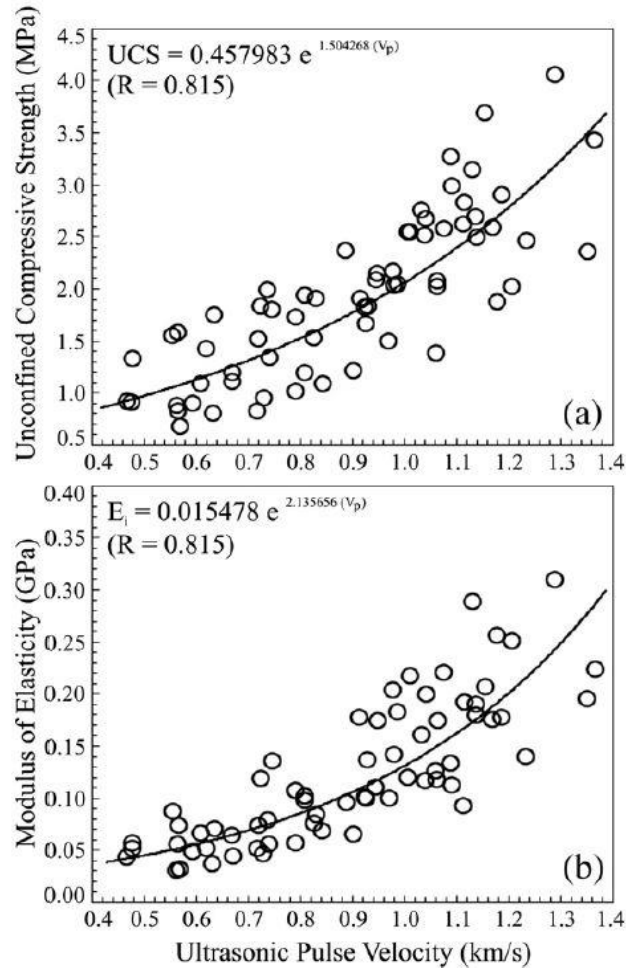 4.5
4.0
3.5
3.0
2.5
2.0
1.5
1.0
0.5
Unconfined Compressive Strength (MPa)
UCS = 0.457983 e 1.504268 (Vp)
(R = 0.815)
(a)
0.4 0.5 0.6 0.7 0.8 0.9 1.0 1.1 1.2 1.3 1.4
0.40
0.35
0.30
0.25
0.20
0.15
0.10
0.05
0.00
Modulus of Elasticity (GPa)
Ei = 0.015478 e 2.135656 (Vp)
(R = 0.815)
(b)
0.4 0.5 0.6 0.7 0.8 0.9 1.0 1.1 1.2 1.3 1.4
Ultrasonic Pulse Velocity (km/s)